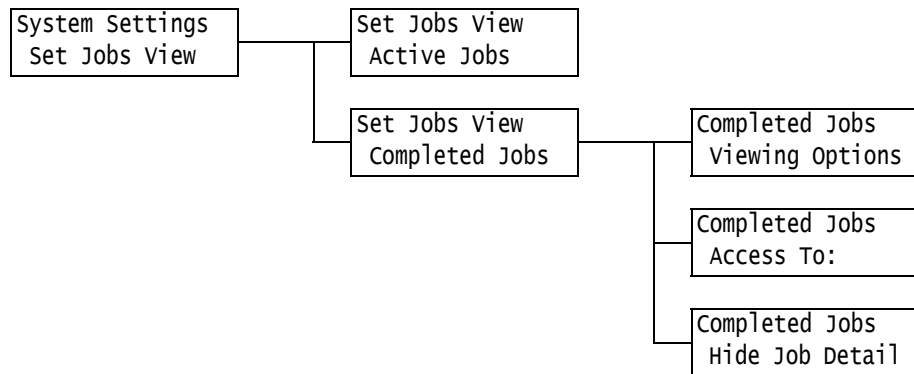 System Settings
Set Jobs View
Set Jobs View
Active Jobs
Set Jobs View
Completed Jobs
Completed Jobs
Viewing Options
Completed Jobs
Access To:
Completed Jobs
Hide Job Detail